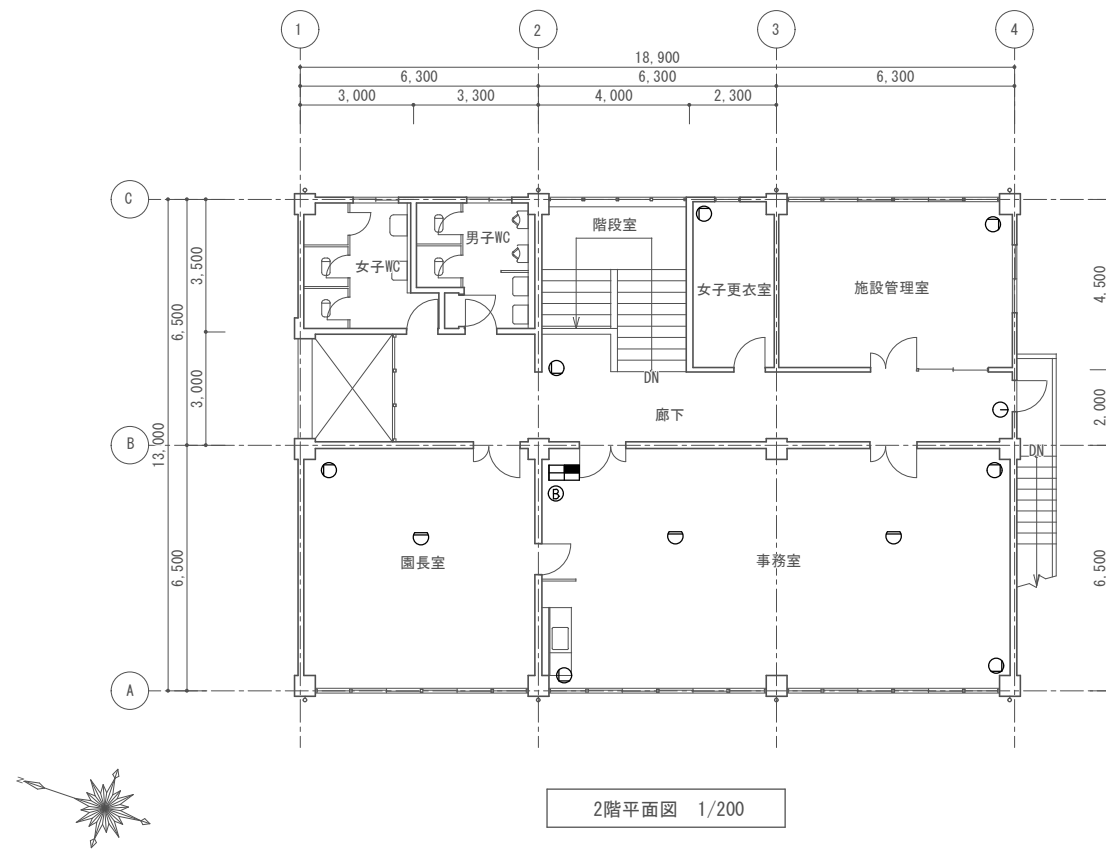 1
2
3
4
18,900
6,300
6,300
6,300
3,000
3,300
4,000
2,300
C
B
A
13,000
6,500
6,500
3,500
3,000
4,500
2,000
6,500
階段室
男子WC
女子WC
女子更衣室
施設管理室
DN
廊下
DN
B
園長室
事務室
N
2階平面図 1/200